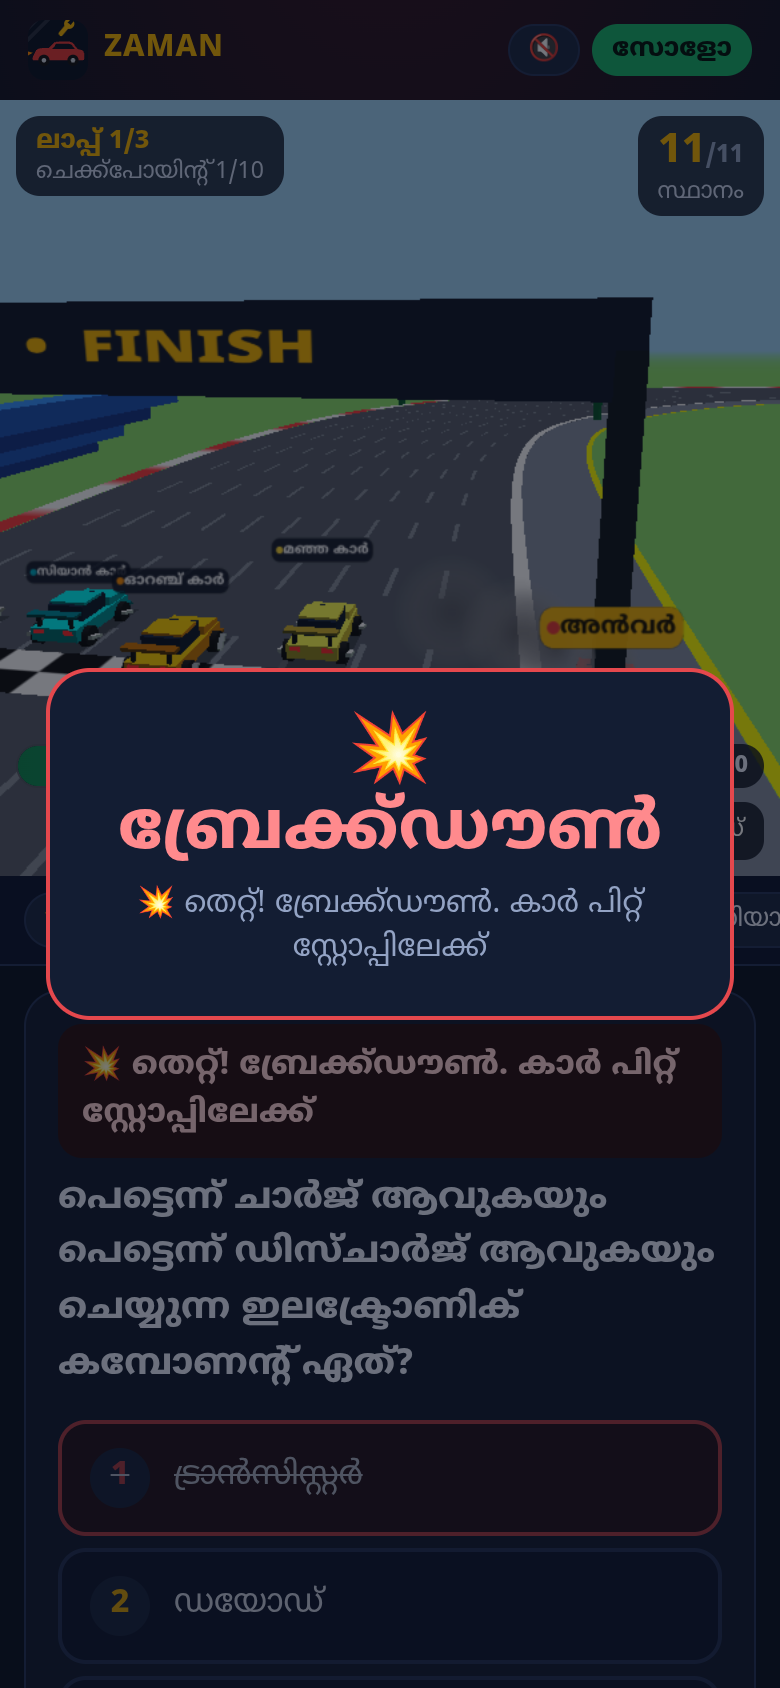 ZAMAN
സോളോ
ലാപ്പ് 1/3
ചെക്ക്പോയിന്റ് 1/10
11/11
സ്ഥാനം
• FINISH
സിയാൻ
ഓറഞ്ച് കാർ
മഞ്ഞ കാർ
അൻവർ
0
💥
ബ്രേക്ക്ഡൗൺ
💥 തെറ്റ്! ബ്രേക്ക്ഡൗൺ. കാർ പിറ്റ്
സ്റ്റോപ്പിലേക്ക്
💥 തെറ്റ്! ബ്രേക്ക്ഡൗൺ. കാർ പിറ്റ്
സ്റ്റോപ്പിലേക്ക്
പെട്ടെന്ന് ചാർജ് ആവുകയും
പെട്ടെന്ന് ഡിസ്ചാർജ് ആവുകയും
ചെയ്യുന്ന ഇലക്ട്രോണിക്
കമ്പോണന്റ് ഏത്?
1 ട്രാൻസിസ്റ്റർ
2 ഡയോഡ്